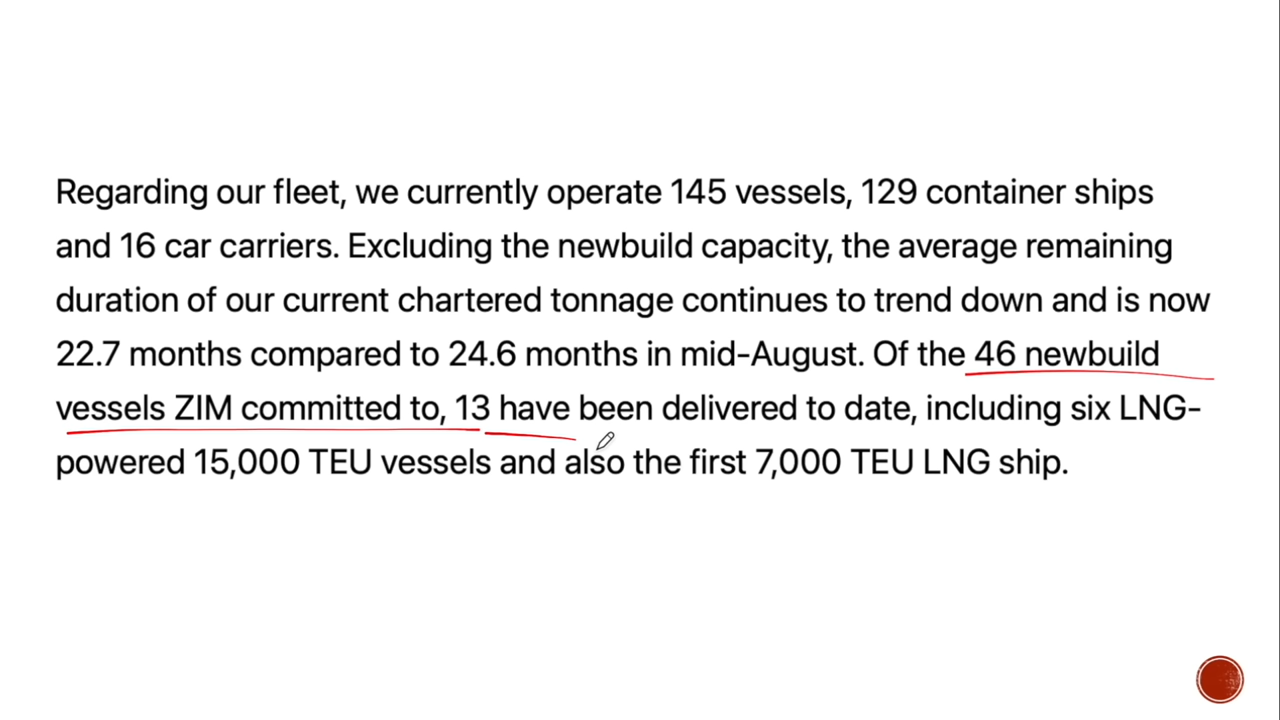 Regarding our fleet, we currently operate 145 vessels, 129 container ships
and 16 car carriers. Excluding the newbuild capacity, the average remaining
duration of our current chartered tonnage continues to trend down and is now
22.7 months compared to 24.6 months in mid-August. Of the 46 newbuild
vessels ZIM committed to, 13 have been delivered to date, including six LNG-
powered 15,000 TEU vessels and also the first 7,000 TEU LNG ship.